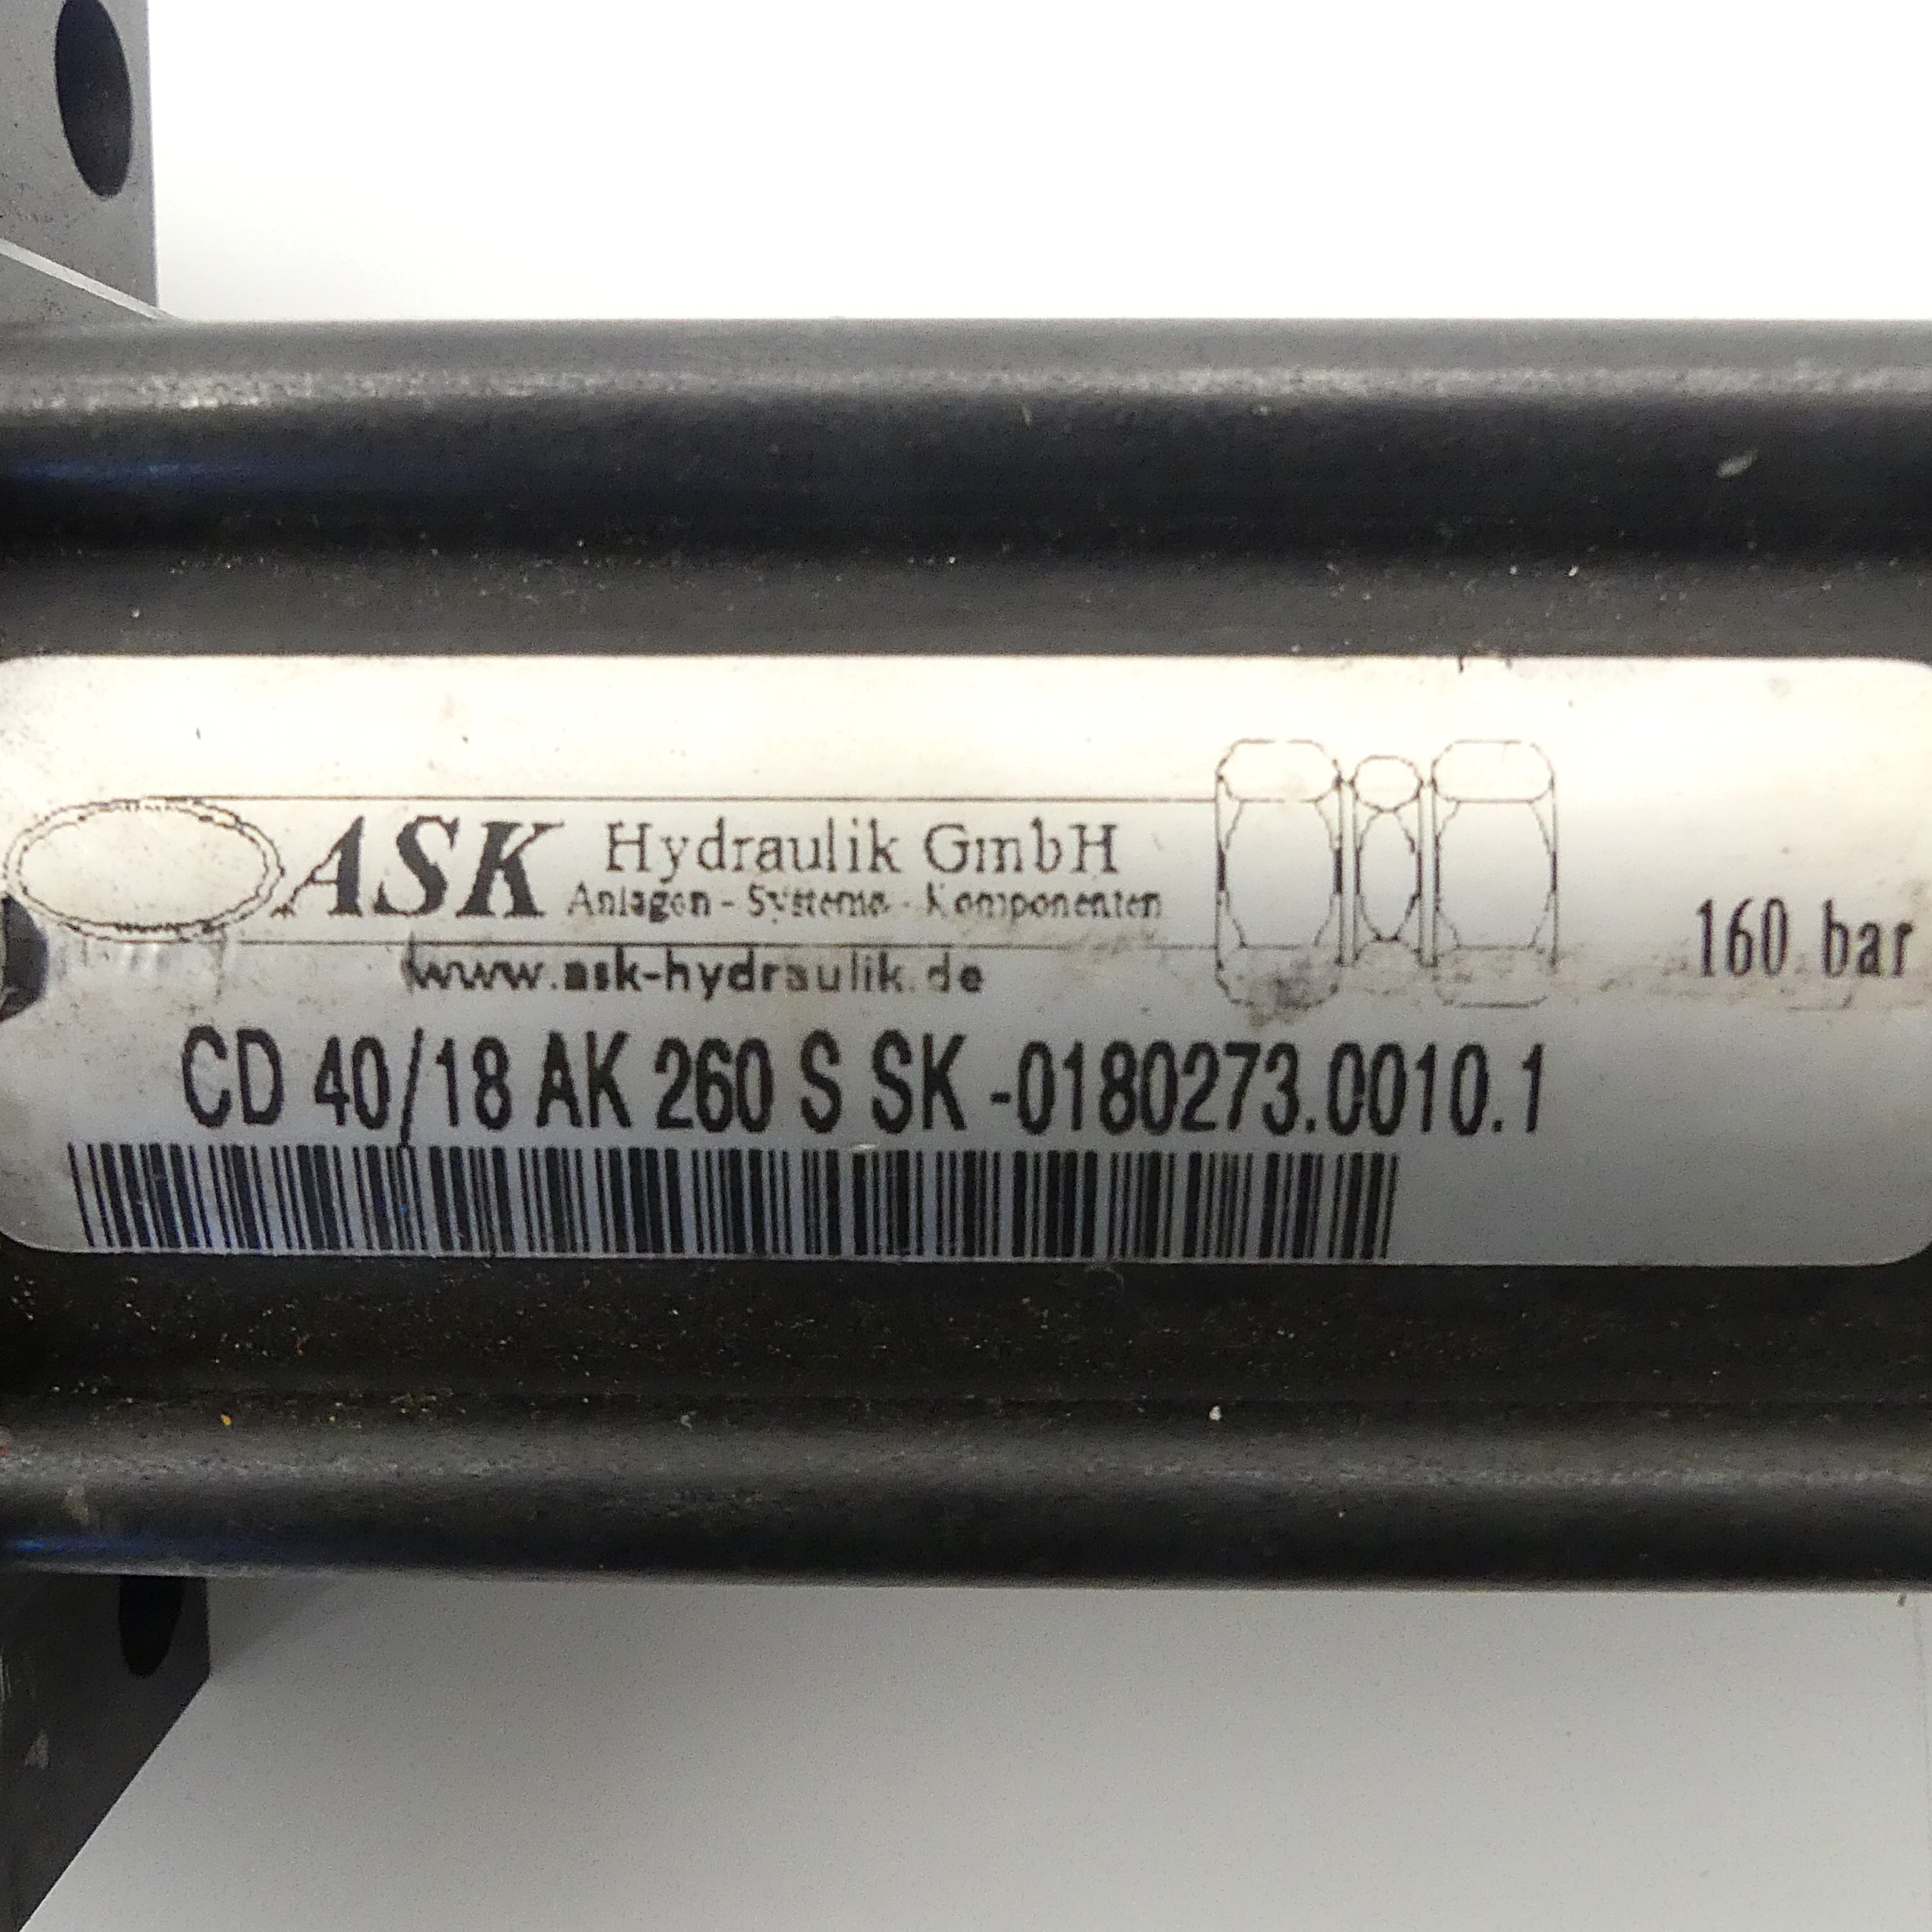 ASK Hydraulik GmbH
Anlagen - Systeme - Komponenten
www.ask-hydraulik.de
160 bar
CD 40/18 AK 260 S SK -0180273.0010.1